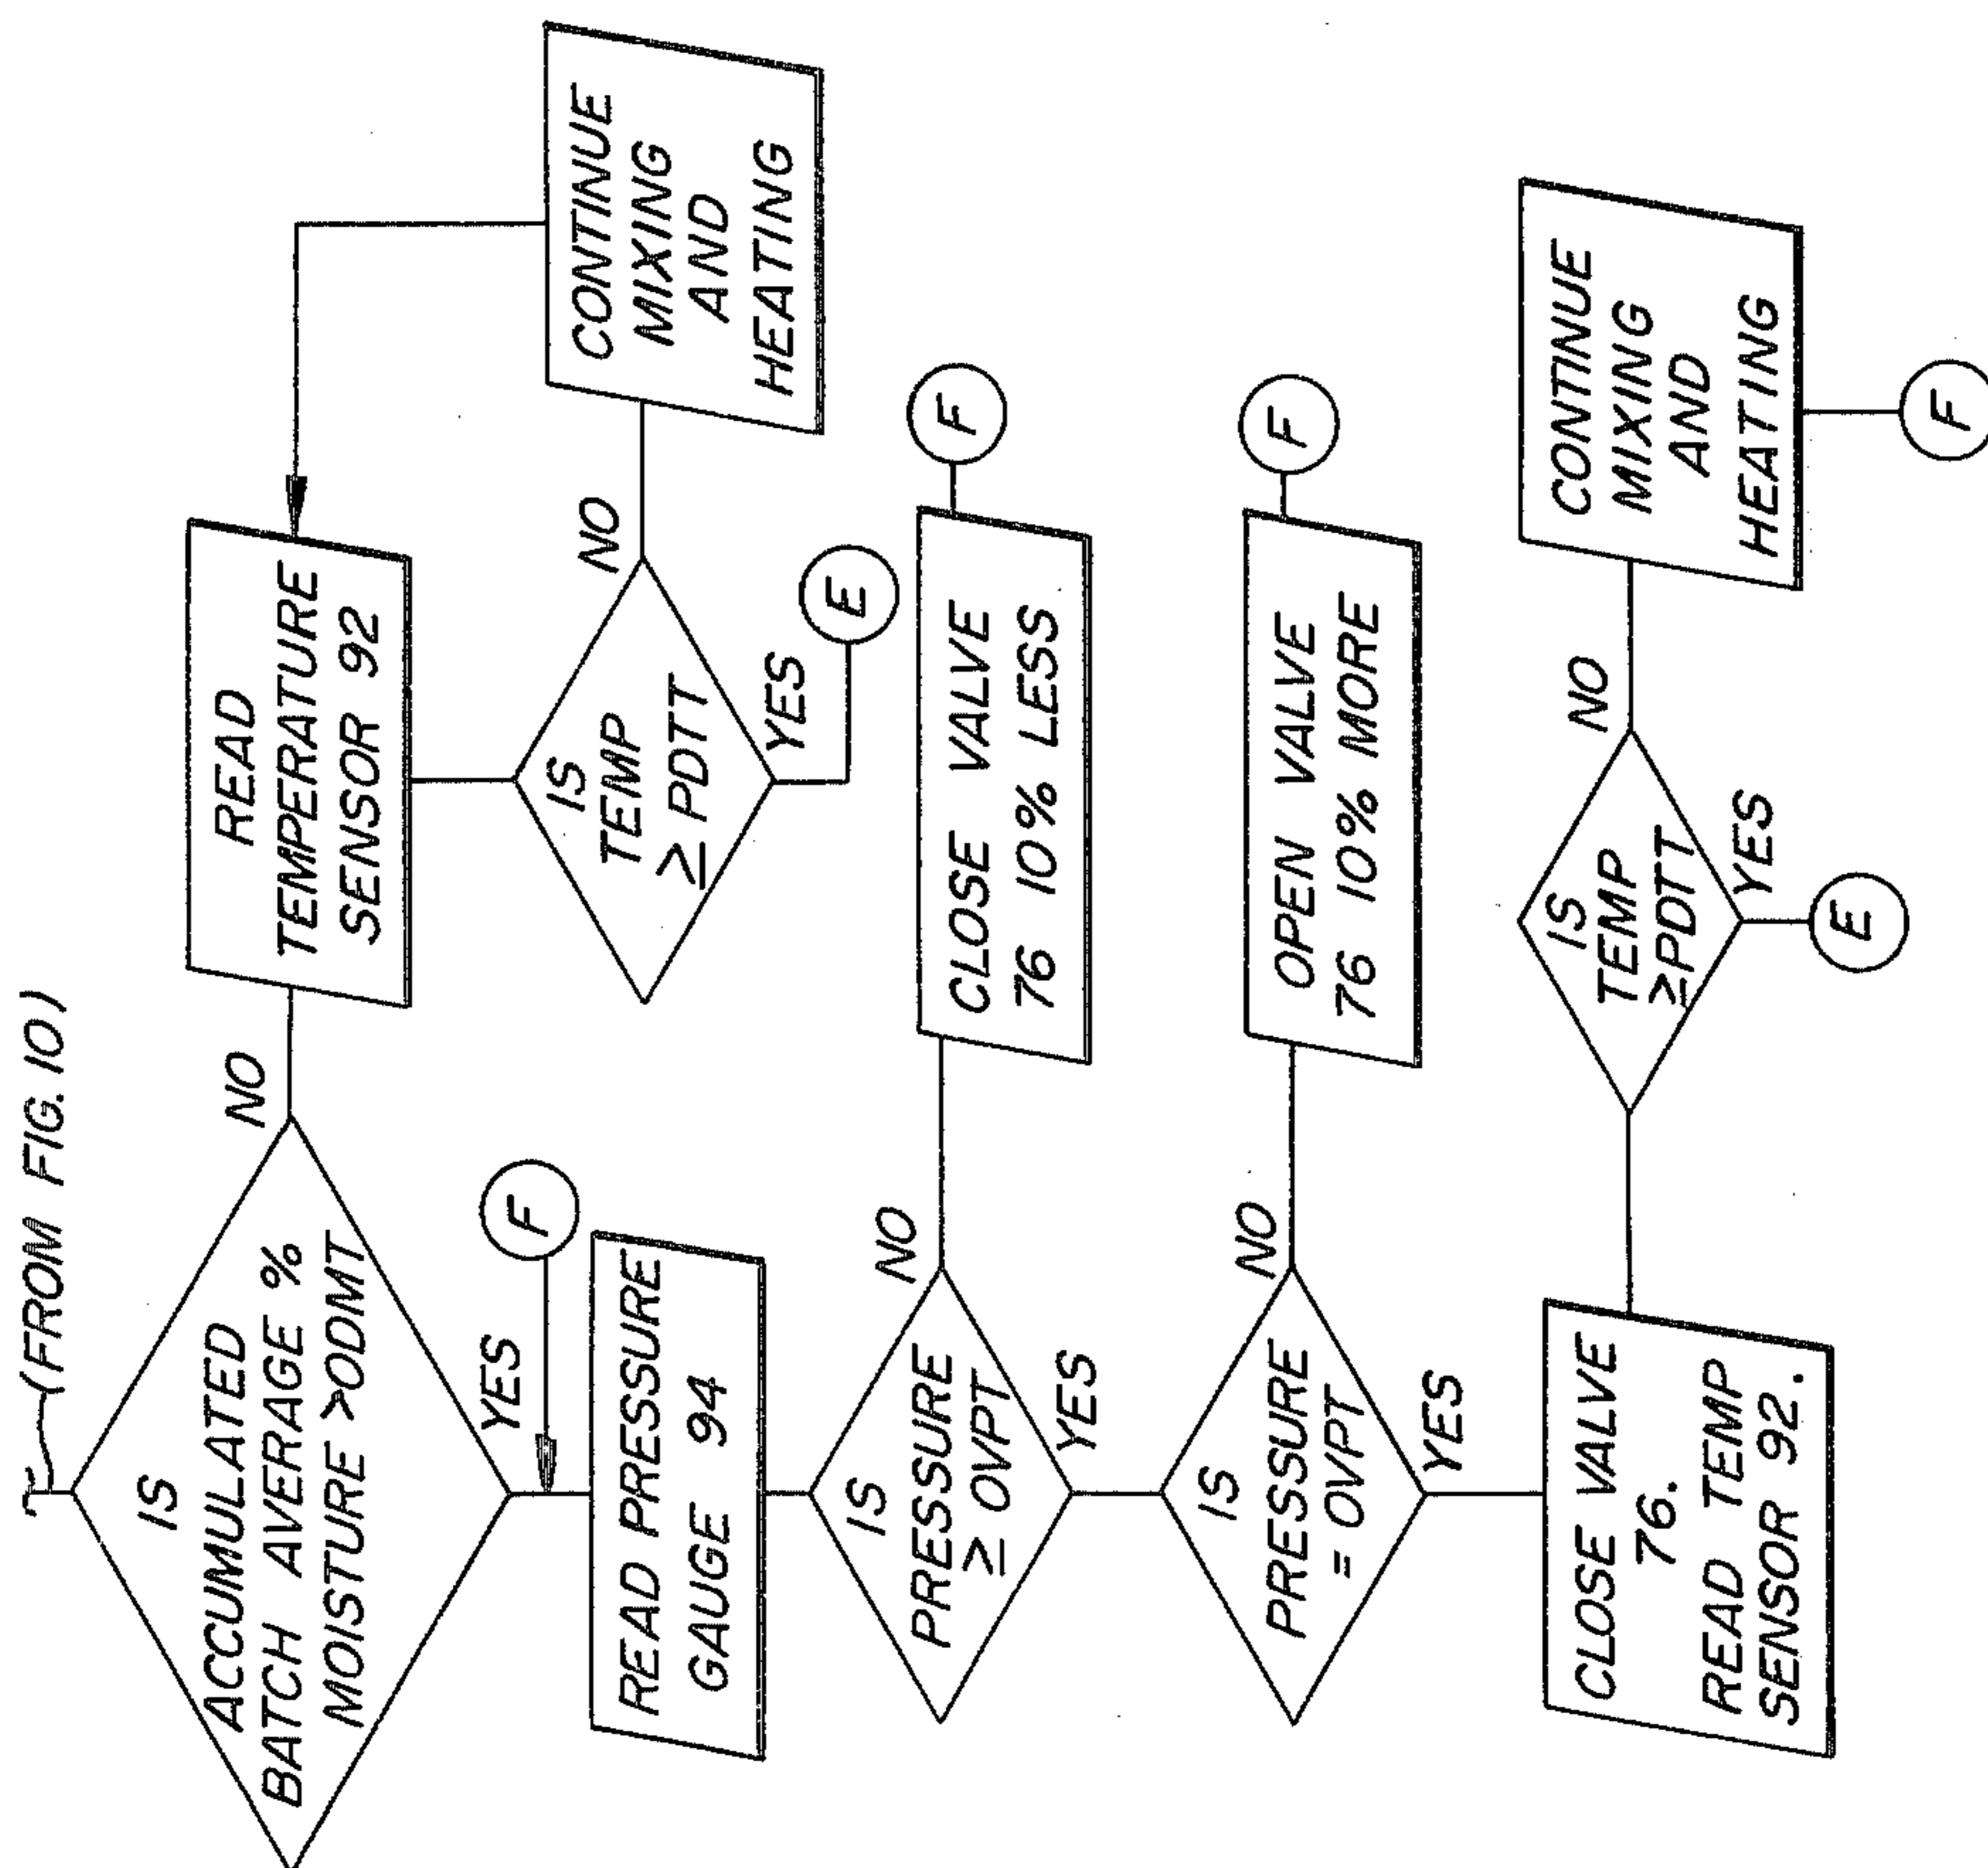 (FROM FIG. 10)
IS
ACCUMULATED
BATCH AVERAGE %
MOISTURE >ODMT
NO
YES
READ
TEMPERATURE
SENSOR 92
IS
TEMP
≥ PDTT
NO
YES
E
CONTINUE
MIXING
AND
HEATING
F
READ PRESSURE
GAUGE 94
IS
PRESSURE
≥ OVPT
NO
YES
CLOSE VALVE
76 10% LESS
F
IS
PRESSURE
= OVPT
NO
YES
OPEN VALVE
76 10% MORE
F
CLOSE VALVE
76.
READ TEMP
SENSOR 92.
IS
TEMP
≥PDTT
NO
YES
E
CONTINUE
MIXING
AND
HEATING
F